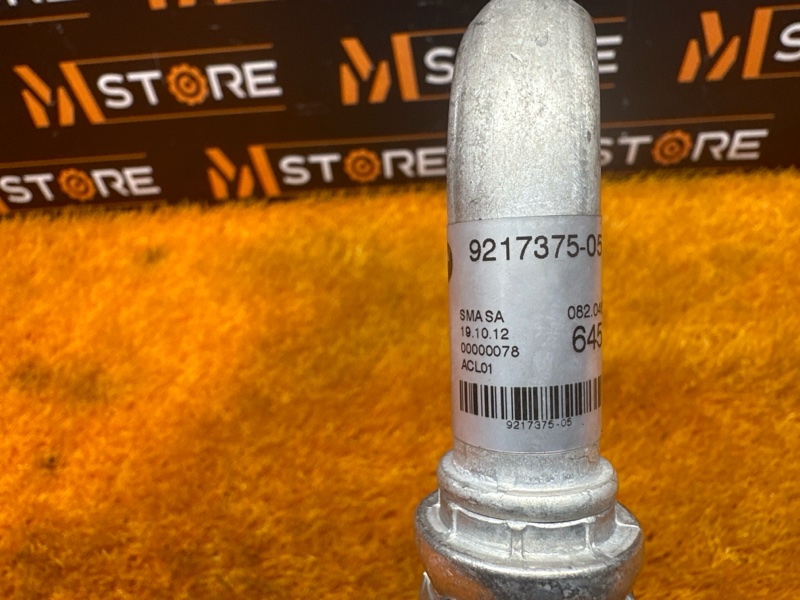 M STORE
M STORE
M S
M
M STORE
STORE
STORE
9217375-05
SMA SA
19.10.12
00000078
ACL01
082.04
645
9217375-05